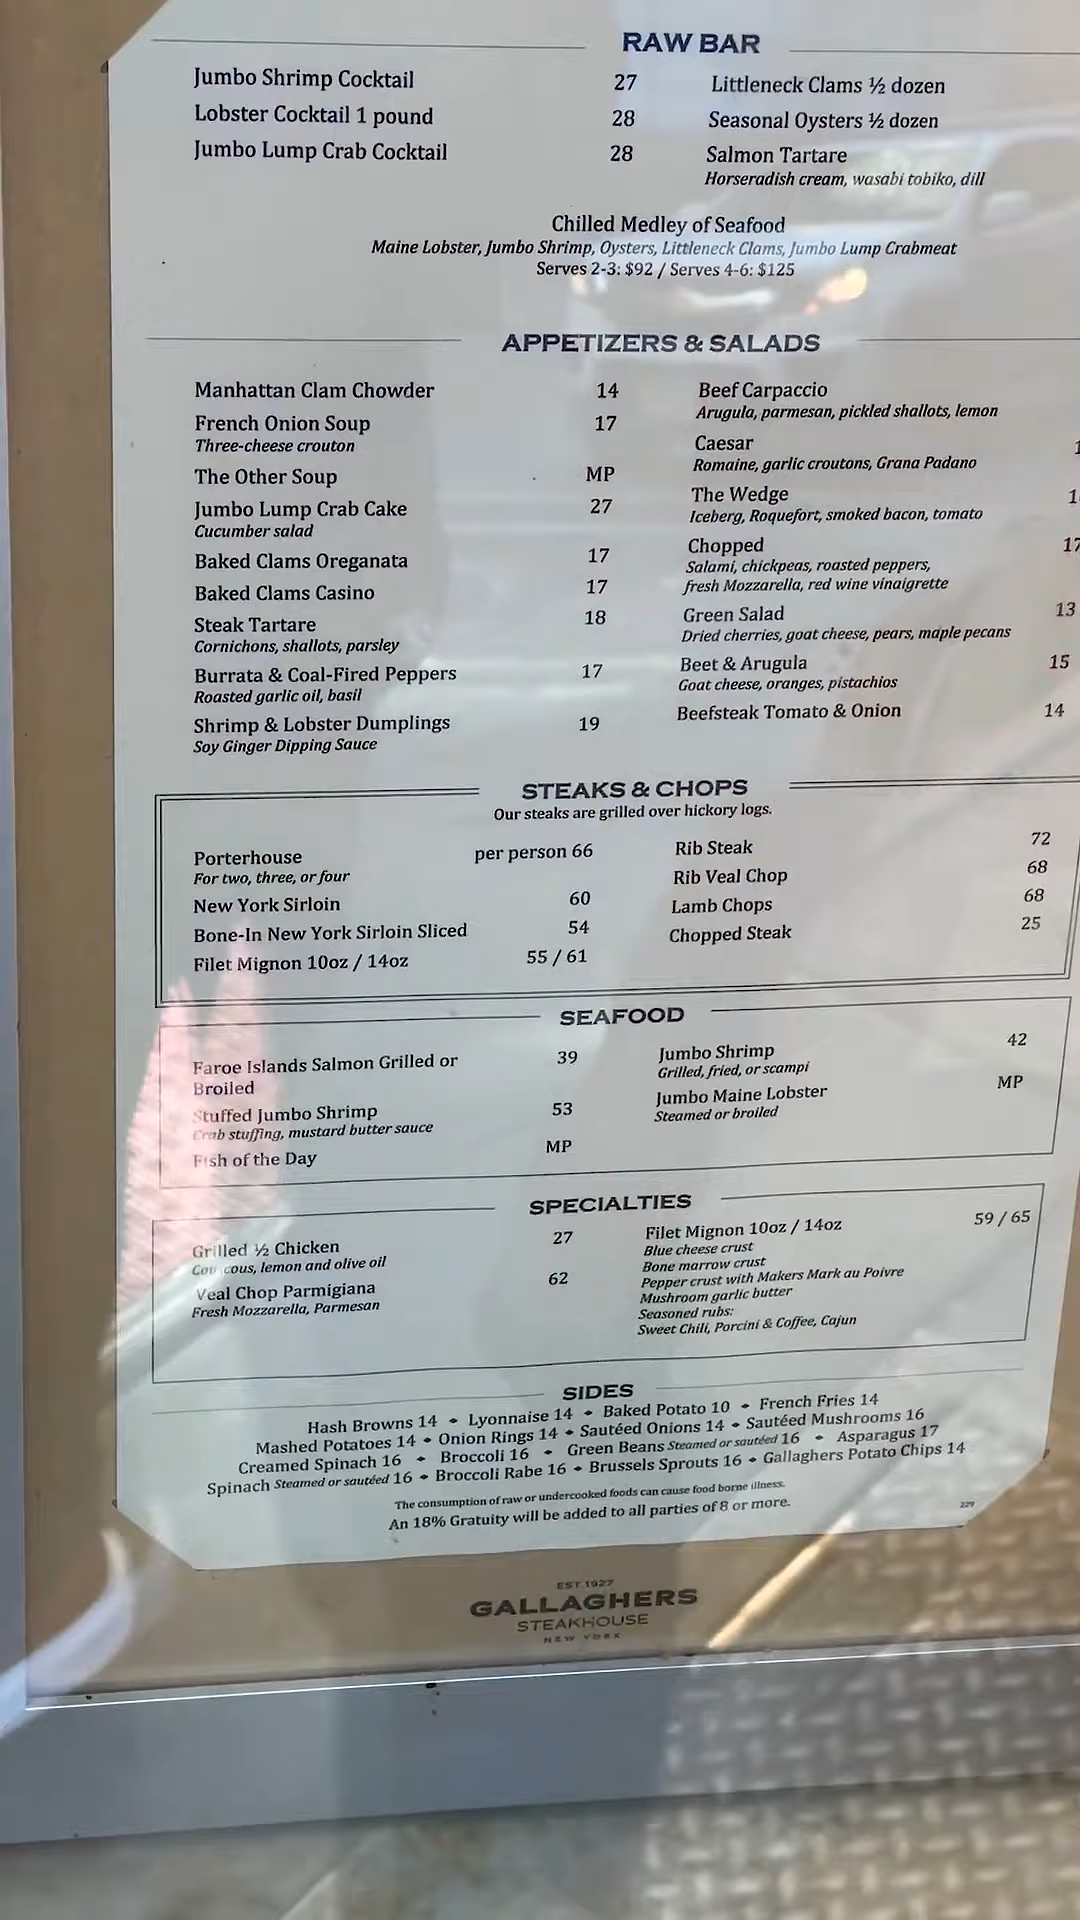 RAW BAR
Jumbo Shrimp Cocktail 27
Lobster Cocktail 1 pound 28
Jumbo Lump Crab Cocktail 28
Littleneck Clams ½ dozen
Seasonal Oysters ½ dozen
Salmon Tartare
Horseradish cream, wasabi tobiko, dill
Chilled Medley of Seafood
Maine Lobster, Jumbo Shrimp, Oysters, Littleneck Clams, Jumbo Lump Crabmeat
Serves 2-3: $92 / Serves 4-6: $125
APPETIZERS & SALADS
Manhattan Clam Chowder 14
French Onion Soup 17
Three-cheese crouton
The Other Soup MP
Jumbo Lump Crab Cake 27
Cucumber salad
Baked Clams Oreganata 17
Baked Clams Casino 17
Steak Tartare 18
Cornichons, shallots, parsley
Burrata & Coal-Fired Peppers 17
Roasted garlic oil, basil
Shrimp & Lobster Dumplings 19
Soy Ginger Dipping Sauce
Beef Carpaccio
Arugula, parmesan, pickled shallots, lemon
Caesar
Romaine, garlic croutons, Grana Padano
The Wedge
Iceberg, Roquefort, smoked bacon, tomato
Chopped 17
Salami, chickpeas, roasted peppers,
fresh Mozzarella, red wine vinaigrette
Green Salad 13
Dried cherries, goat cheese, pears, maple pecans
Beet & Arugula 15
Goat cheese, oranges, pistachios
Beefsteak Tomato & Onion 14
STEAKS & CHOPS
Our steaks are grilled over hickory logs.
Porterhouse per person 66
For two, three, or four
New York Sirloin 60
Bone-In New York Sirloin Sliced 54
Filet Mignon 10oz / 14oz 55 / 61
Rib Steak 72
Rib Veal Chop 68
Lamb Chops 68
Chopped Steak 25
SEAFOOD
Faroe Islands Salmon Grilled or 39
Broiled
Stuffed Jumbo Shrimp 53
Crab stuffing, mustard butter sauce
Fish of the Day MP
Jumbo Shrimp 42
Grilled, fried, or scampi
Jumbo Maine Lobster MP
Steamed or broiled
SPECIALTIES
Grilled ½ Chicken 27
lemon and olive oil
Veal Chop Parmigiana 62
Fresh Mozzarella, Parmesan
Filet Mignon 10oz / 14oz 59 / 65
Blue cheese crust
Bone marrow crust
Pepper crust with Makers Mark au Poivre
Mushroom garlic butter
Seasoned rubs:
Sweet Chili, Porcini & Coffee, Cajun
SIDES
Hash Browns 14 • Lyonnaise 14 • Baked Potato 10 • French Fries 14
Mashed Potatoes 14 • Onion Rings 14 • Sautéed Onions 14 • Sautéed Mushrooms 16
Creamed Spinach 16 • Broccoli 16 • Green Beans Steamed or sautéed 16 • Asparagus 17
Spinach Steamed or sautéed 16 • Broccoli Rabe 16 • Brussels Sprouts 16 • Gallaghers Potato Chips 14
The consumption of raw or undercooked foods can cause food borne illness.
An 18% Gratuity will be added to all parties of 8 or more.
229
EST 1927
GALLAGHERS
STEAKHOUSE
NEW YORK